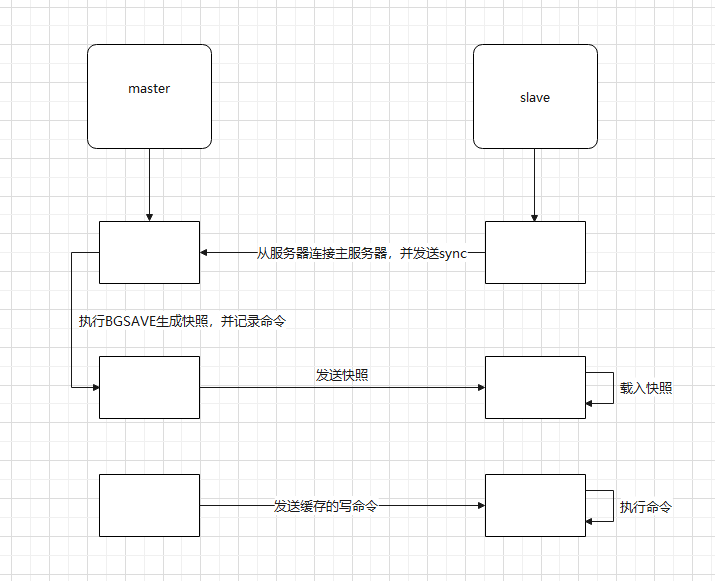 master
slave
从服务器连接主服务器，并发送sync
执行BGSAVE生成快照，并记录命令
发送快照
载入快照
发送缓存的写命令
执行命令